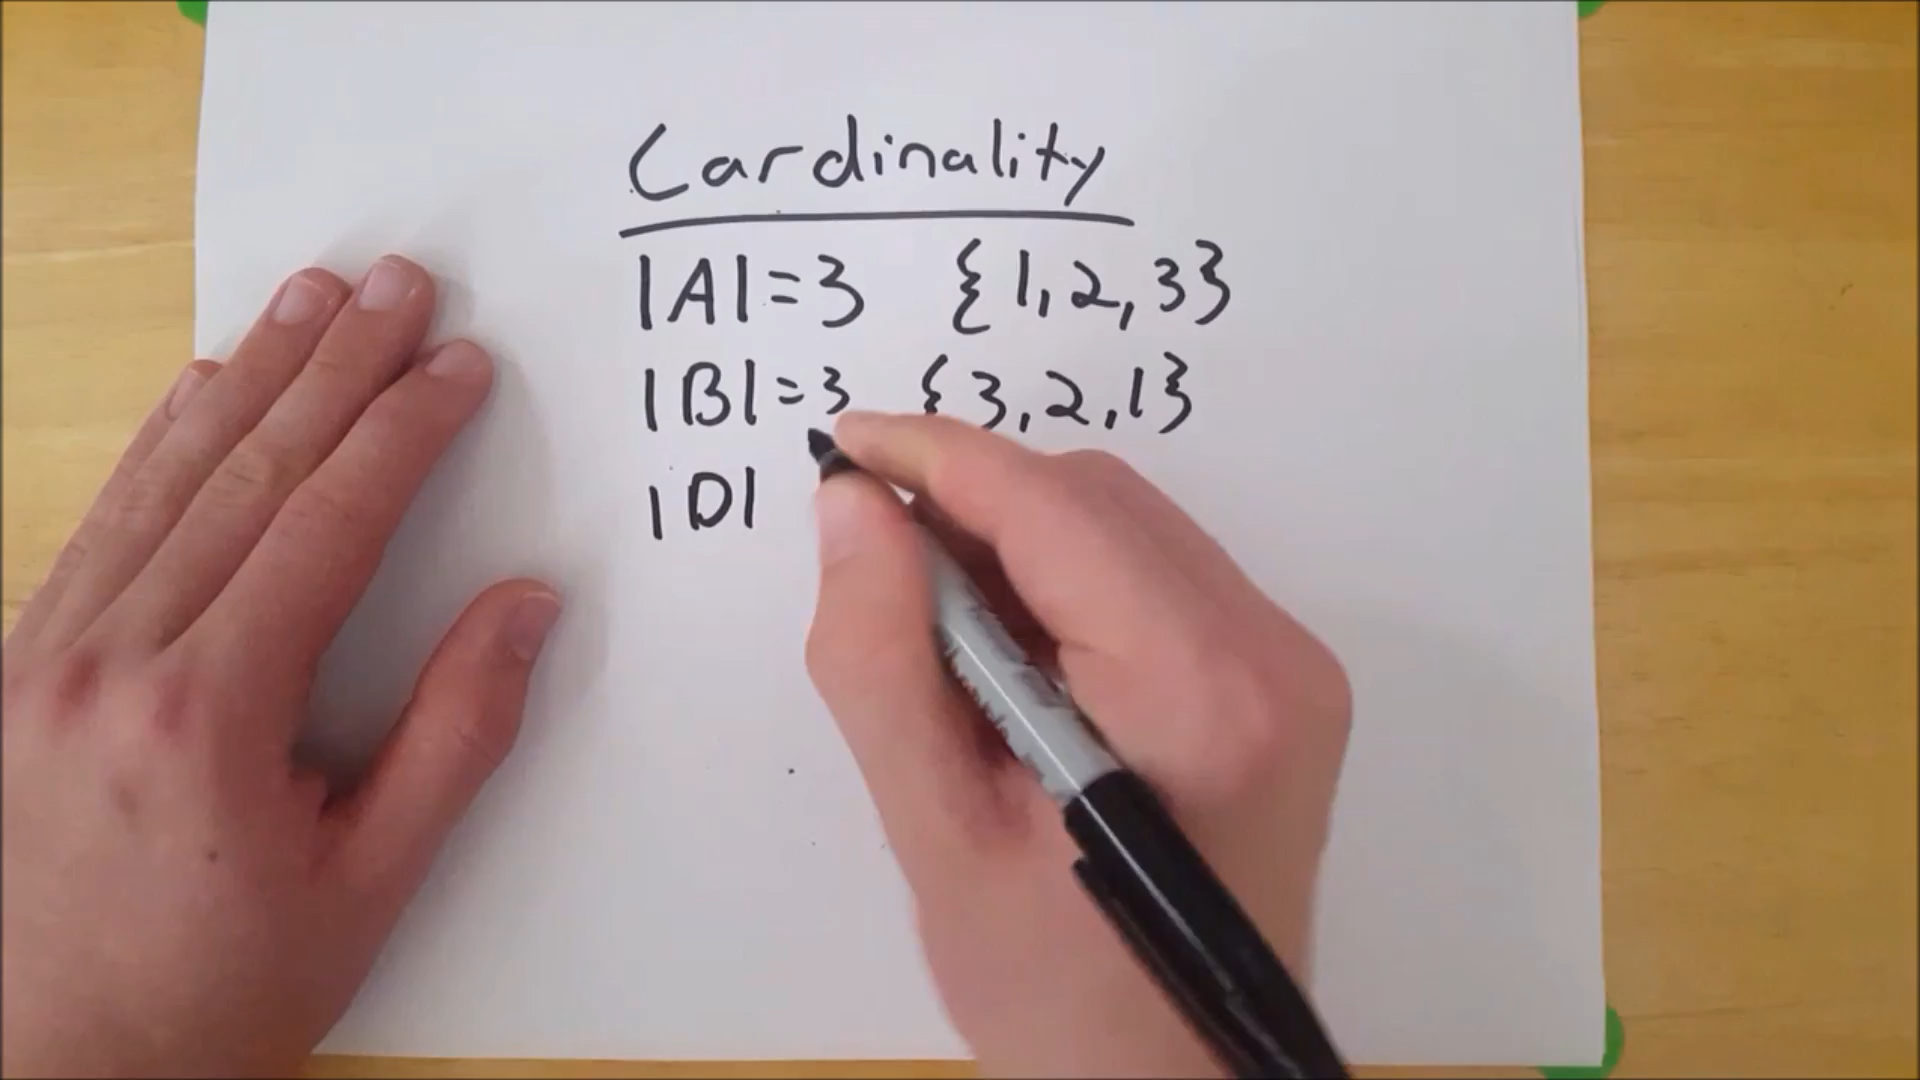 Cardinality
|A|=3 {1,2,3}
|B|=3 {3,2,1}
|D|